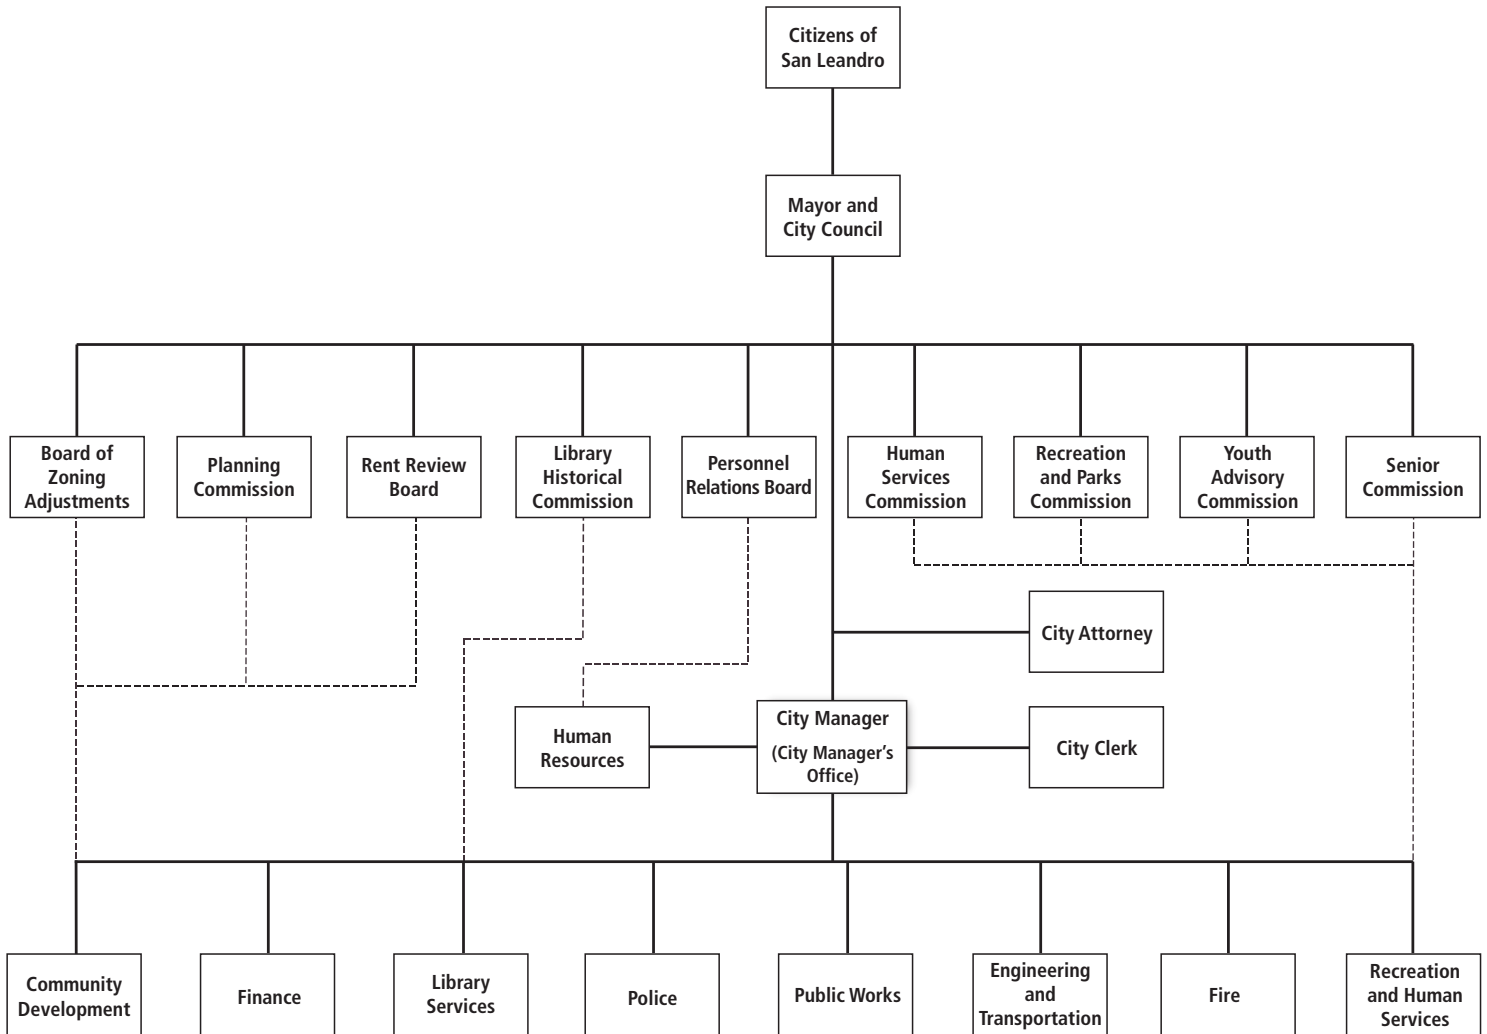 Citizens of
San Leandro
Mayor and
City Council
Board of
Zoning
Adjustments
Planning
Commission
Rent Review
Board
Library
Historical
Commission
Personnel
Relations Board
Human
Services
Commission
Recreation
and Parks
Commission
Youth
Advisory
Commission
Senior
Commission
City Attorney
Human
Resources
City Manager
(City Manager’s
Office)
City Clerk
Community
Development
Finance
Library
Services
Police
Public Works
Engineering
and
Transportation
Fire
Recreation
and Human
Services